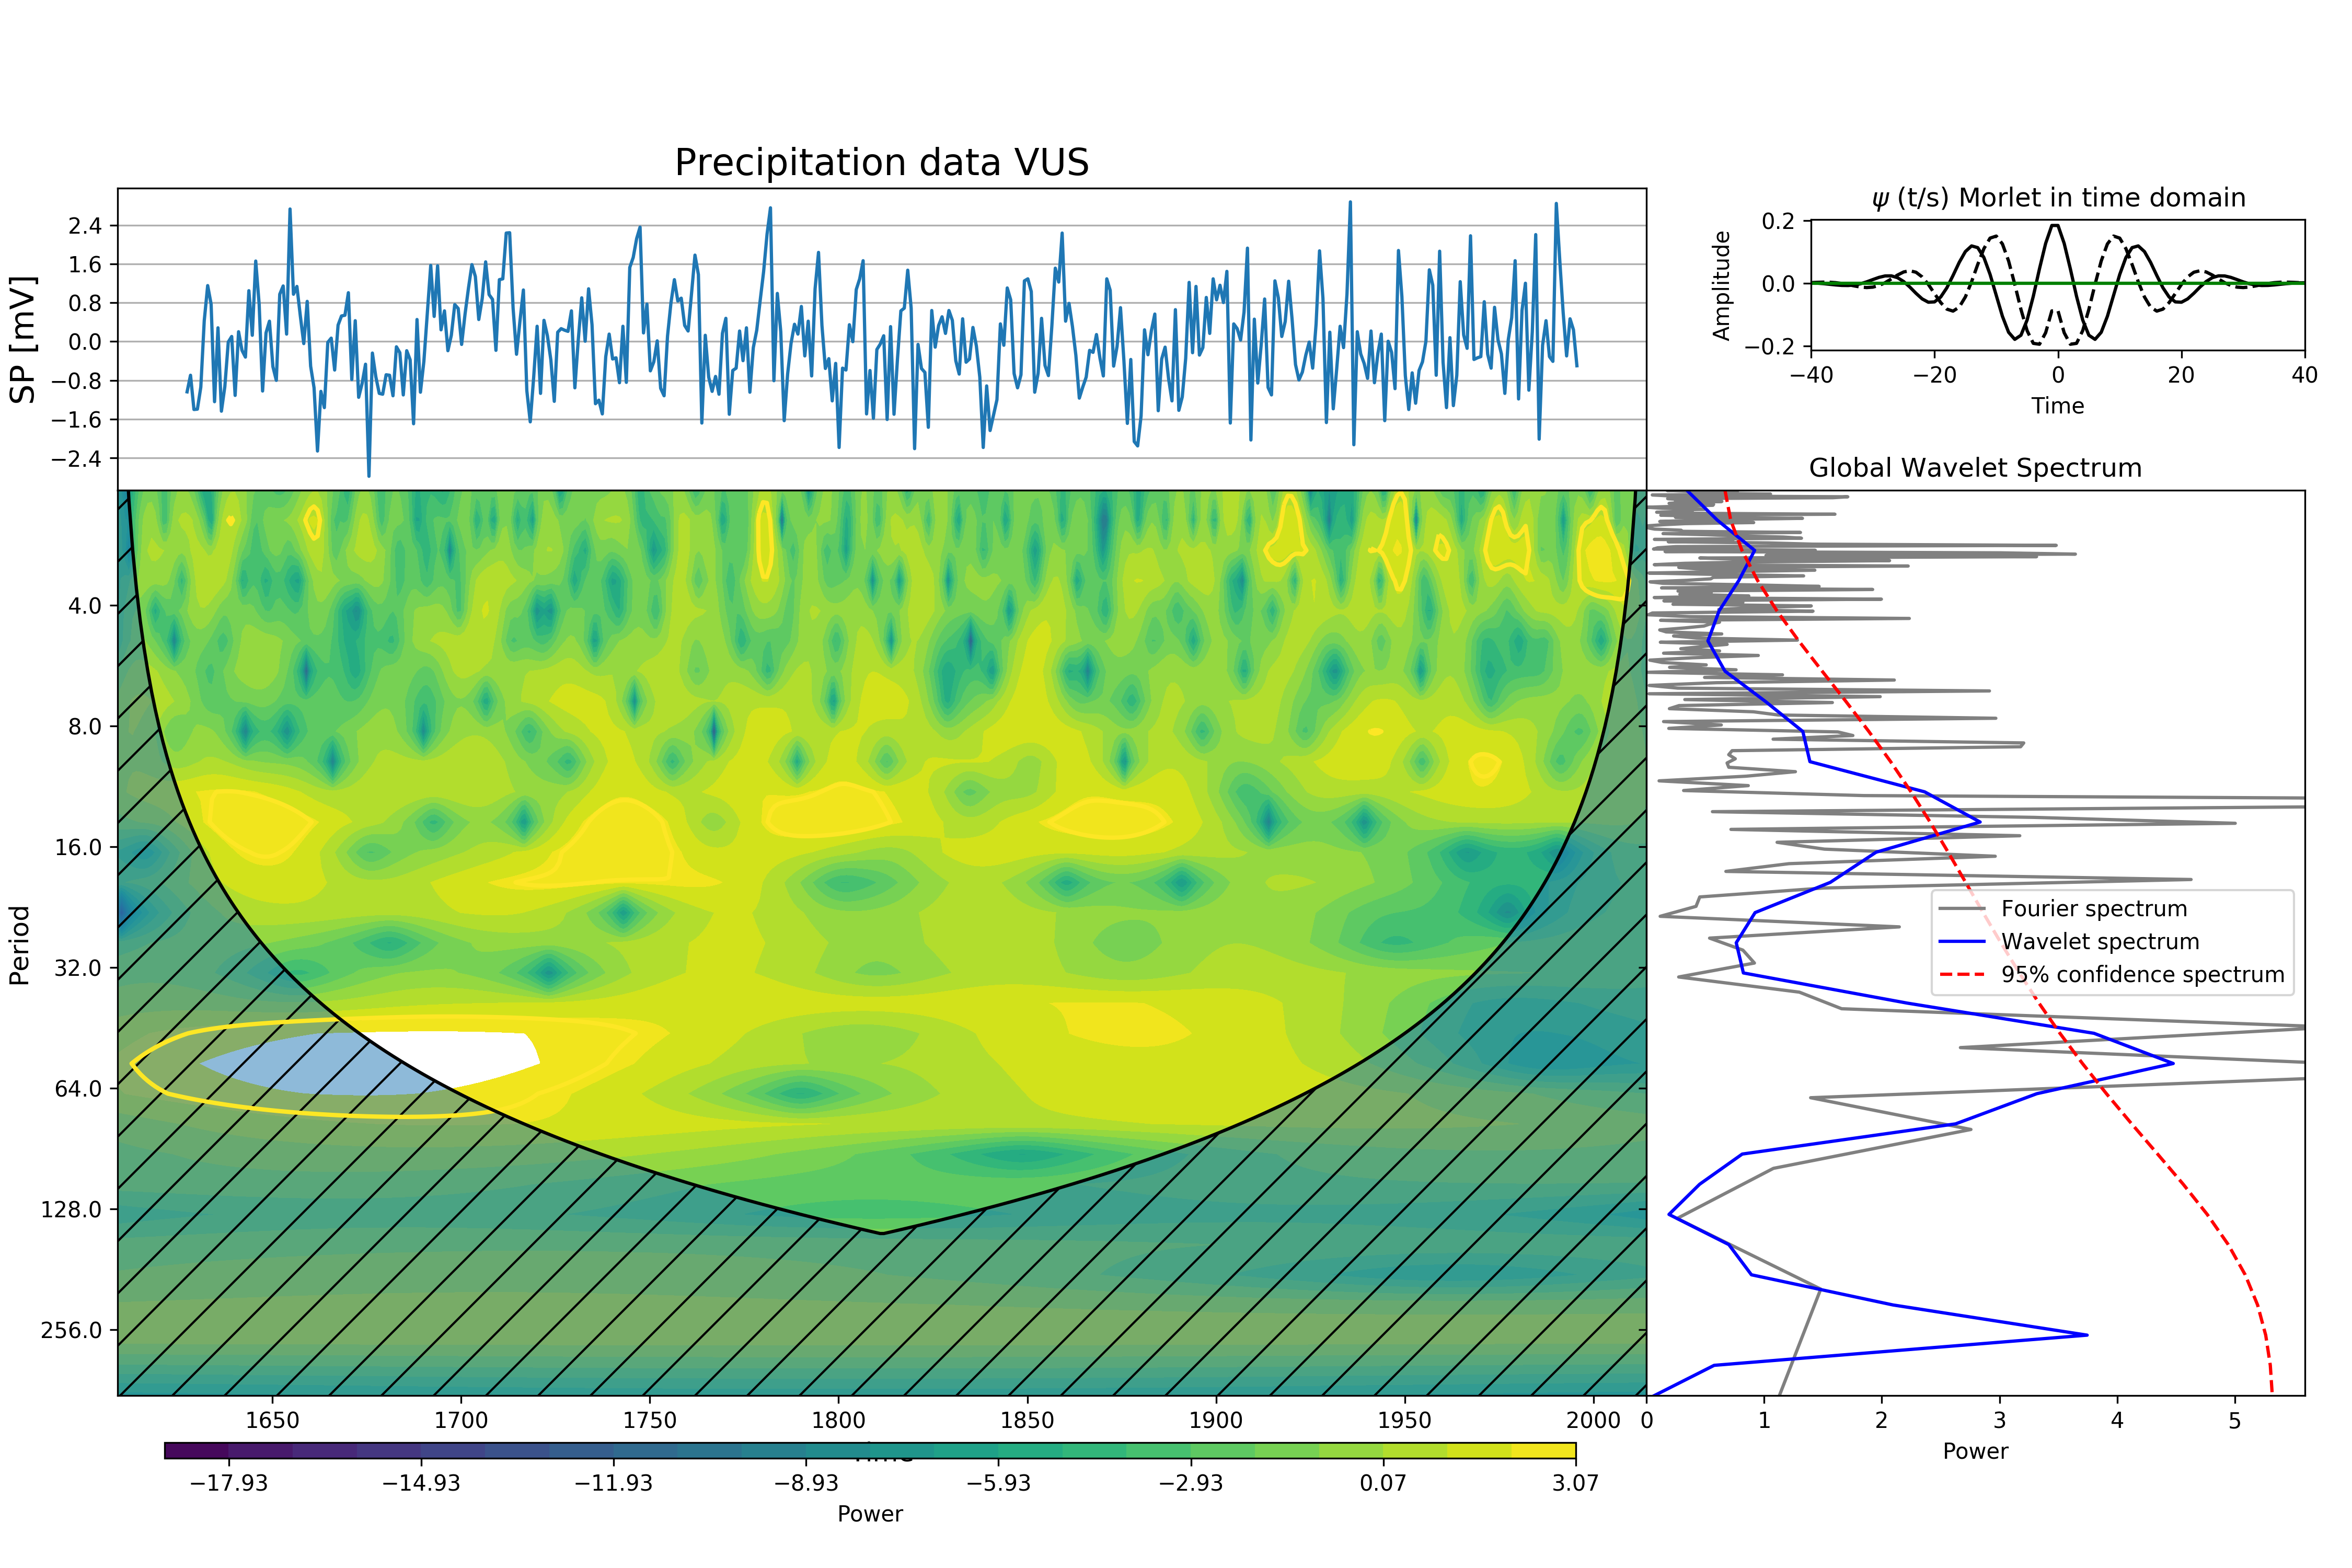 Precipitation data VUS
SP [mV]
2.4
1.6
0.8
0.0
−0.8
−1.6
−2.4
ψ (t/s) Morlet in time domain
Amplitude
0.2
0.0
−0.2
−40 −20 0 20 40
Time
Global Wavelet Spectrum
Period
4.0
8.0
16.0
32.0
64.0
128.0
256.0
Fourier spectrum
Wavelet spectrum
95% confidence spectrum
1650 1700 1750 1800 1850 1900 1950 2000
0 1 2 3 4 5
Power
−17.93 −14.93 −11.93 −8.93 −5.93 −2.93 0.07 3.07
Power